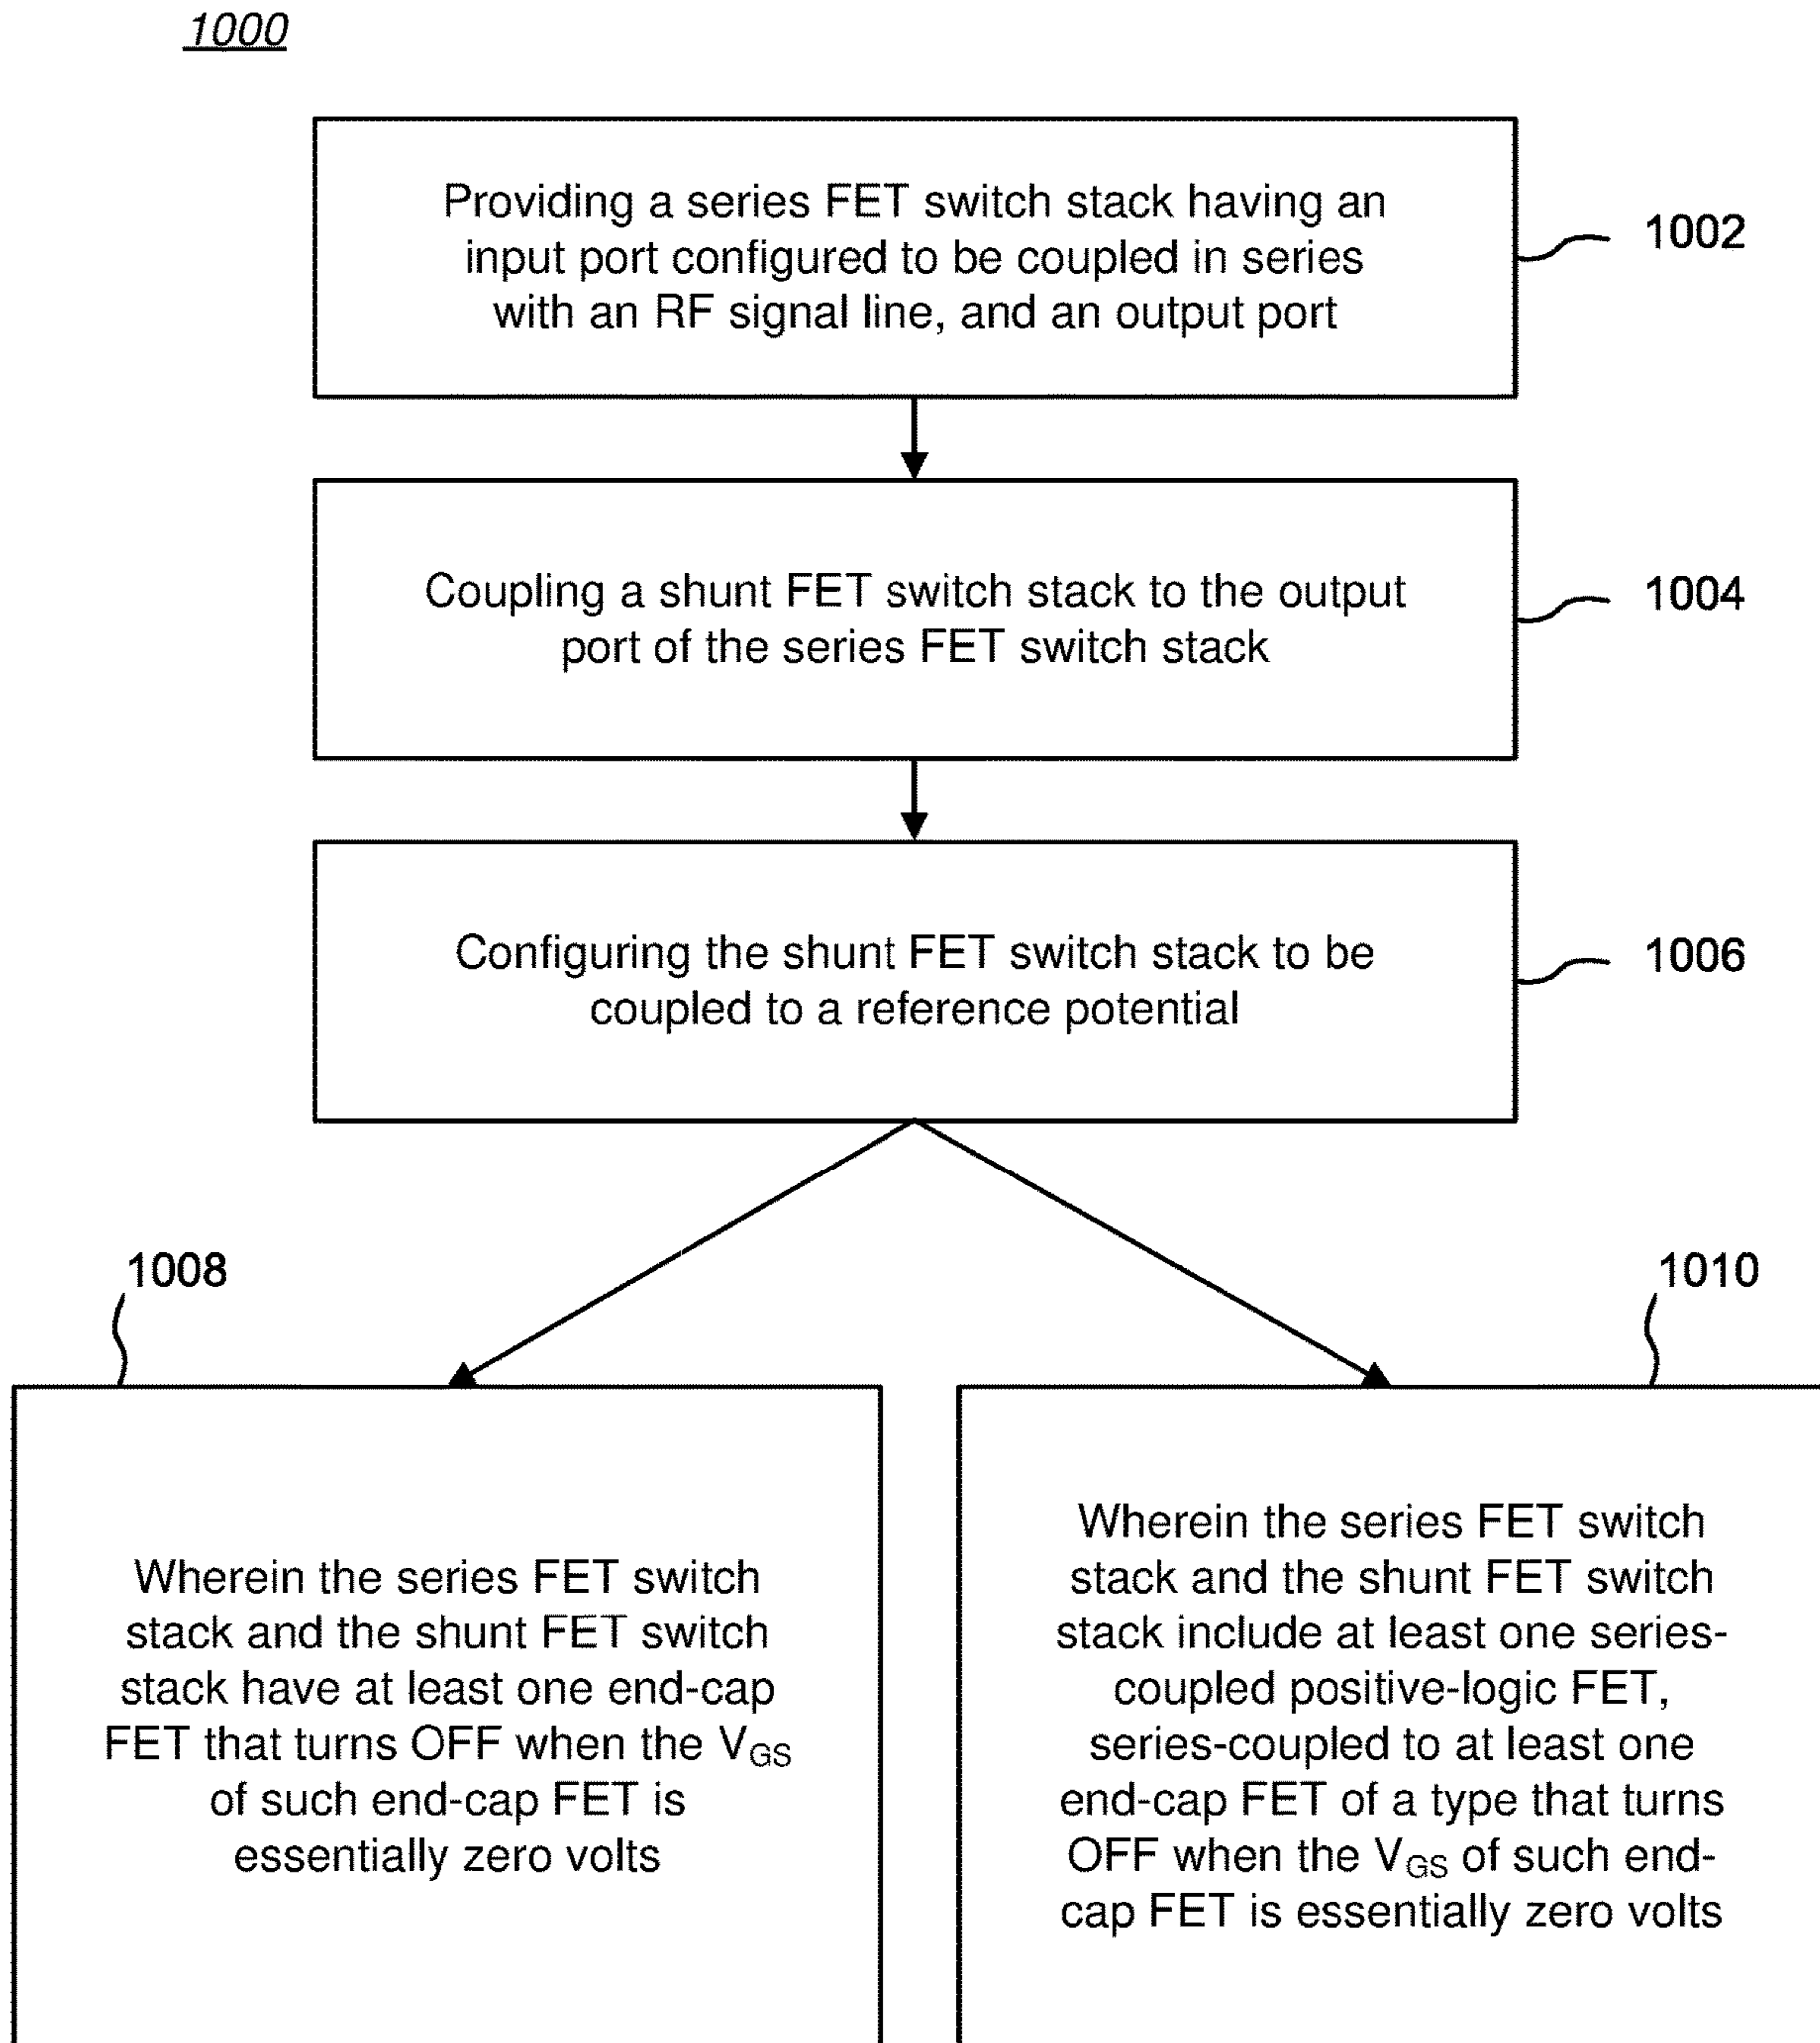 1000
Providing a series FET switch stack having an
input port configured to be coupled in series
with an RF signal line, and an output port
1002
Coupling a shunt FET switch stack to the output
port of the series FET switch stack
1004
Configuring the shunt FET switch stack to be
coupled to a reference potential
1006
1008
Wherein the series FET switch
stack and the shunt FET switch
stack have at least one end-cap
FET that turns OFF when the VGS
of such end-cap FET is
essentially zero volts
1010
Wherein the series FET switch
stack and the shunt FET switch
stack include at least one series-
coupled positive-logic FET,
series-coupled to at least one
end-cap FET of a type that turns
OFF when the VGS of such end-
cap FET is essentially zero volts